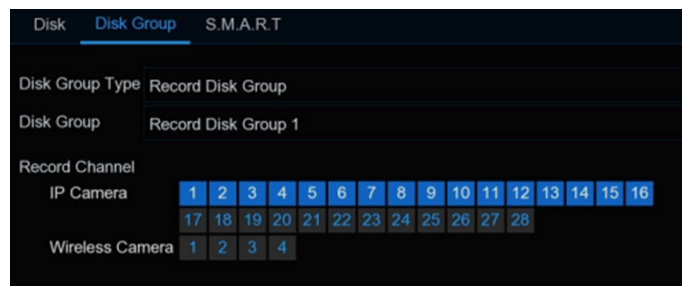 Disk Disk Group S.M.A.R.T
Disk Group Type Record Disk Group
Disk Group Record Disk Group 1
Record Channel
IP Camera 1 2 3 4 5 6 7 8 9 10 11 12 13 14 15 16
17 18 19 20 21 22 23 24 25 26 27 28
Wireless Camera 1 2 3 4